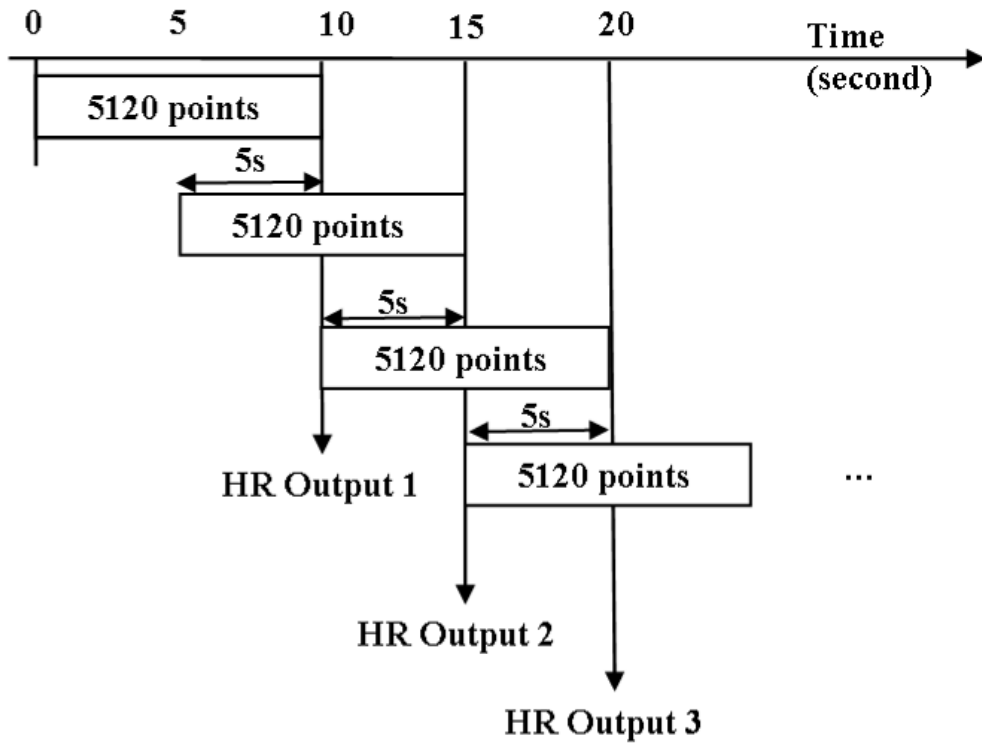 0 5 10 15 20 Time
(second)
5120 points
5s
5120 points
5s
5120 points
5s
5120 points ...
HR Output 1
HR Output 2
HR Output 3